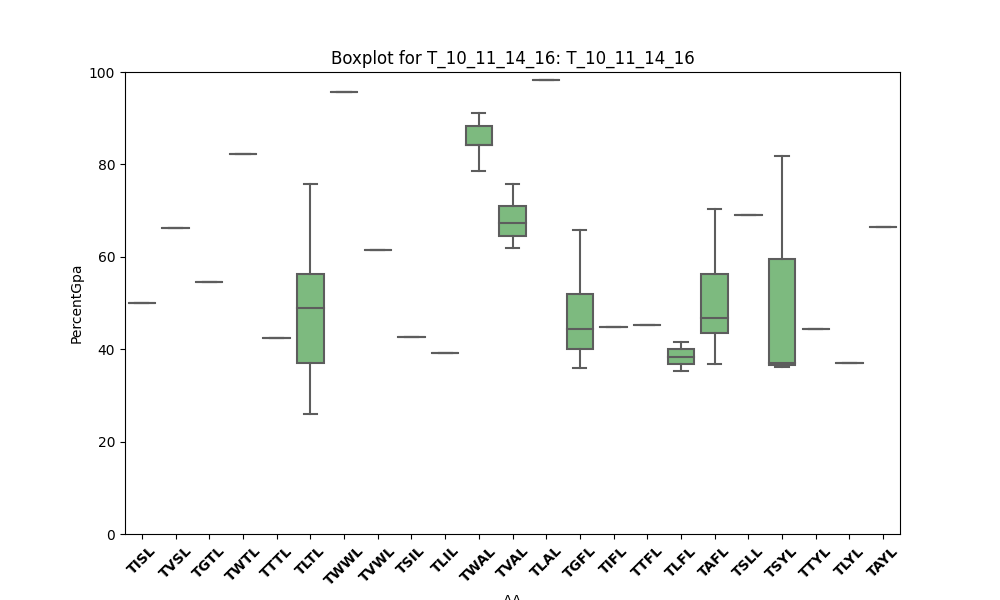 Boxplot for T_10_11_14_16: T_10_11_14_16
PercentGpa
100
80
60
40
20
0
TISL TVSL TGTL TWTL TTTL TLTL TWWL TVWL TSIL TLIL TWAL TVAL TLAL TGFL TIFL TTFL TLFL TAFL TSLL TSYL TTYL TLYL TAYL
AA